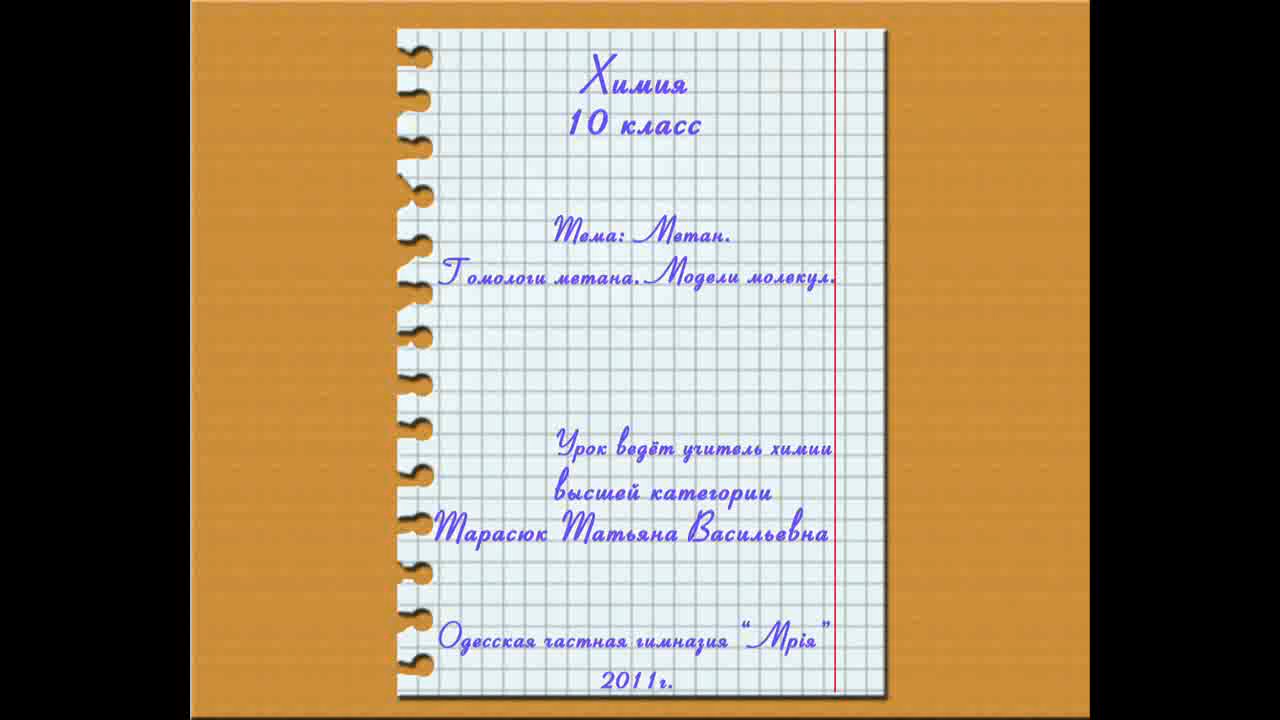 Химия
10 класс
Тема: Метан.
Гомологи метана. Модели молекул.
Урок ведёт учитель химии
высшей категории
Тарасюк Татьяна Васильевна
Одесская частная гимназия “Мрія”
2011г.